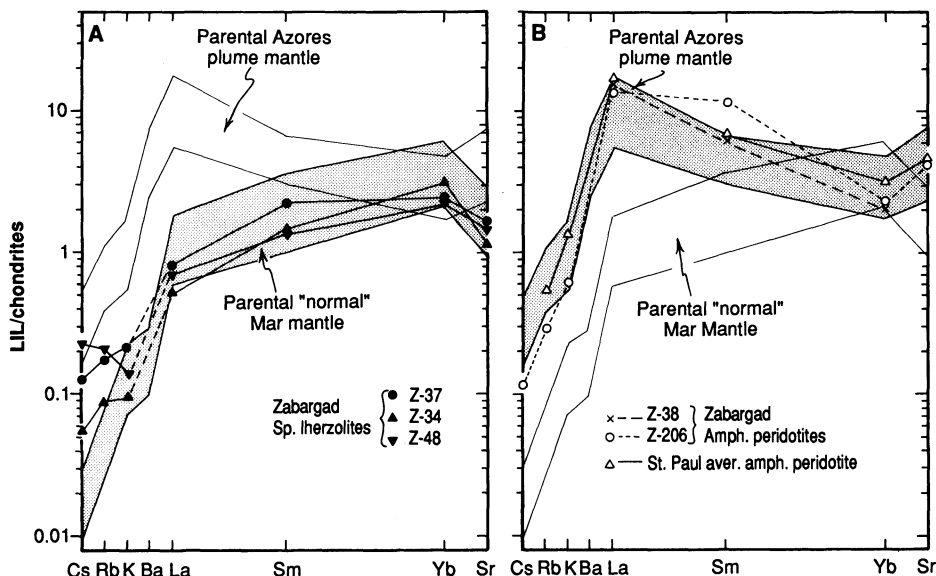 A
B
Parental Azores
plume mantle
Parental Azores
plume mantle
LIL/chondrites
10
1
0.1
0.01
Parental "normal"
Mar mantle
Parental "normal"
Mar Mantle
Zabargad
Sp. lherzolites
Z-37
Z-34
Z-48
Z-38
Z-206
Zabargad
Amph. peridotites
St. Paul aver. amph. peridotite
Cs Rb K Ba La Sm Yb Sr
Cs Rb K Ba La Sm Yb Sr